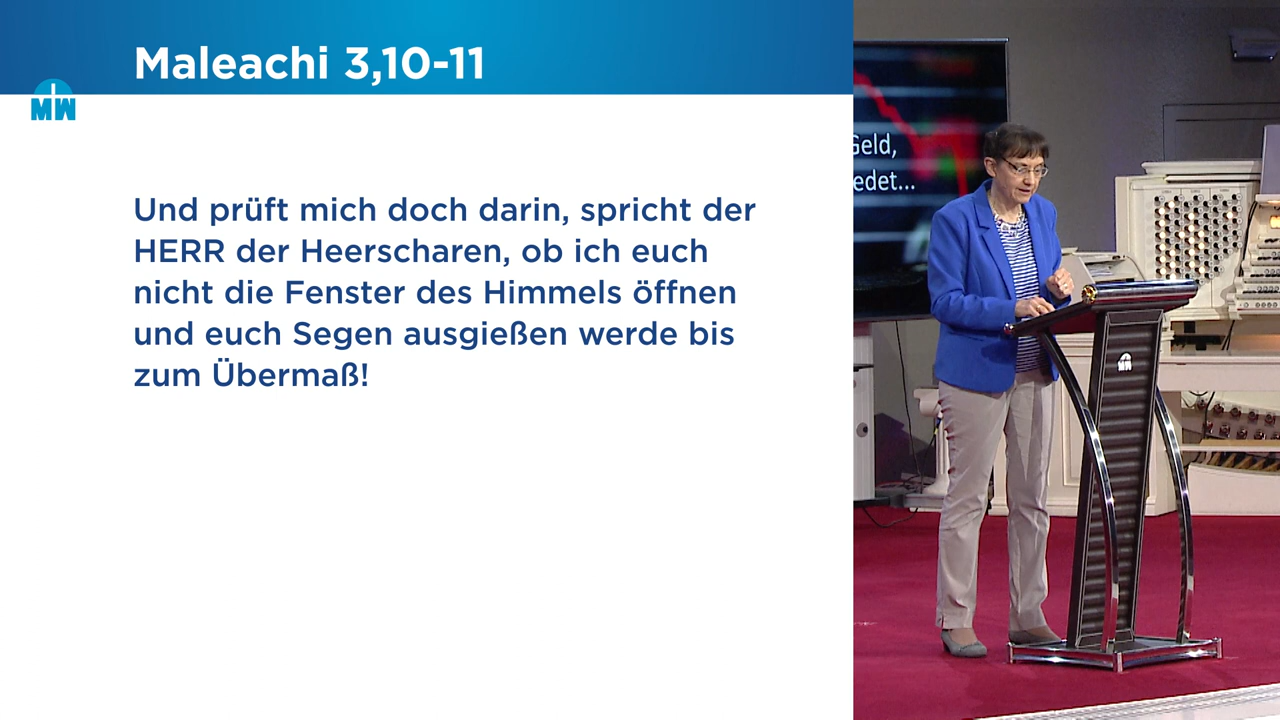 Maleachi 3,10-11
MW
Und prüft mich doch darin, spricht der
HERR der Heerscharen, ob ich euch
nicht die Fenster des Himmels öffnen
und euch Segen ausgießen werde bis
zum Übermaß!
Geld,
edet...
MW